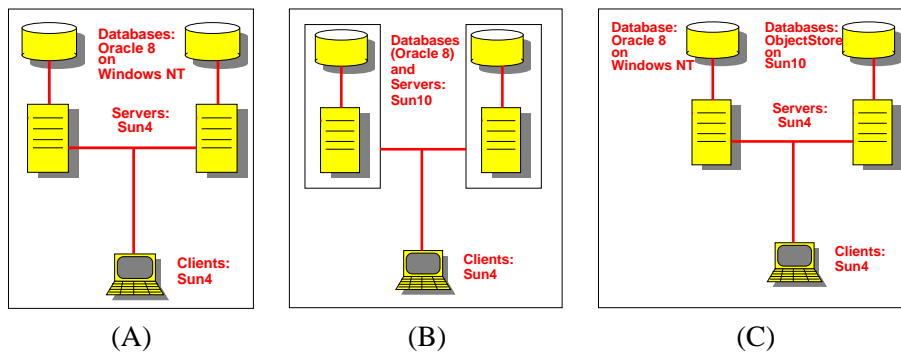 Databases:
Oracle 8
on
Windows NT
Servers:
Sun4
Clients:
Sun4
(A)
Databases
(Oracle 8)
and
Servers:
Sun10
Clients:
Sun4
(B)
Database:
Oracle 8
on
Windows NT
Databases:
ObjectStore
on
Sun10
Servers:
Sun4
Clients:
Sun4
(C)